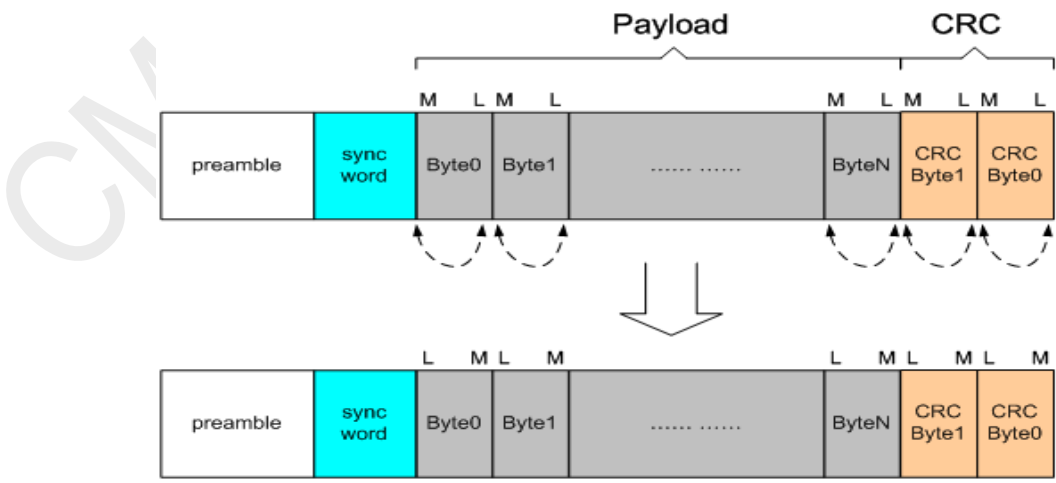 Payload CRC
M L M L M L M L M L
preamble sync word Byte0 Byte1 ...... ...... ByteN CRC Byte1 CRC Byte0
L M L M L M L M L M
preamble sync word Byte0 Byte1 ...... ...... ByteN CRC Byte1 CRC Byte0